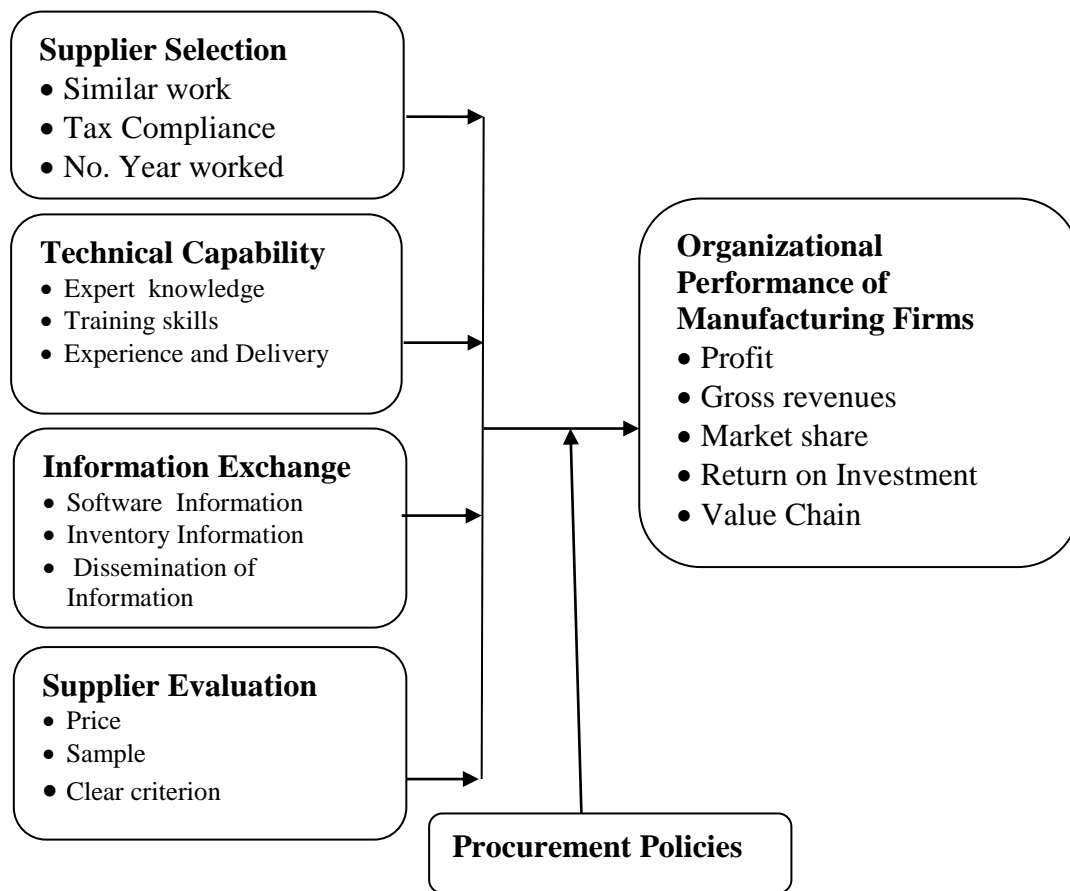 Supplier Selection
• Similar work
• Tax Compliance
• No. Year worked
Technical Capability
• Expert knowledge
• Training skills
• Experience and Delivery
Information Exchange
• Software Information
• Inventory Information
• Dissemination of
Information
Supplier Evaluation
• Price
• Sample
• Clear criterion
Organizational
Performance of
Manufacturing Firms
• Profit
• Gross revenues
• Market share
• Return on Investment
• Value Chain
Procurement Policies